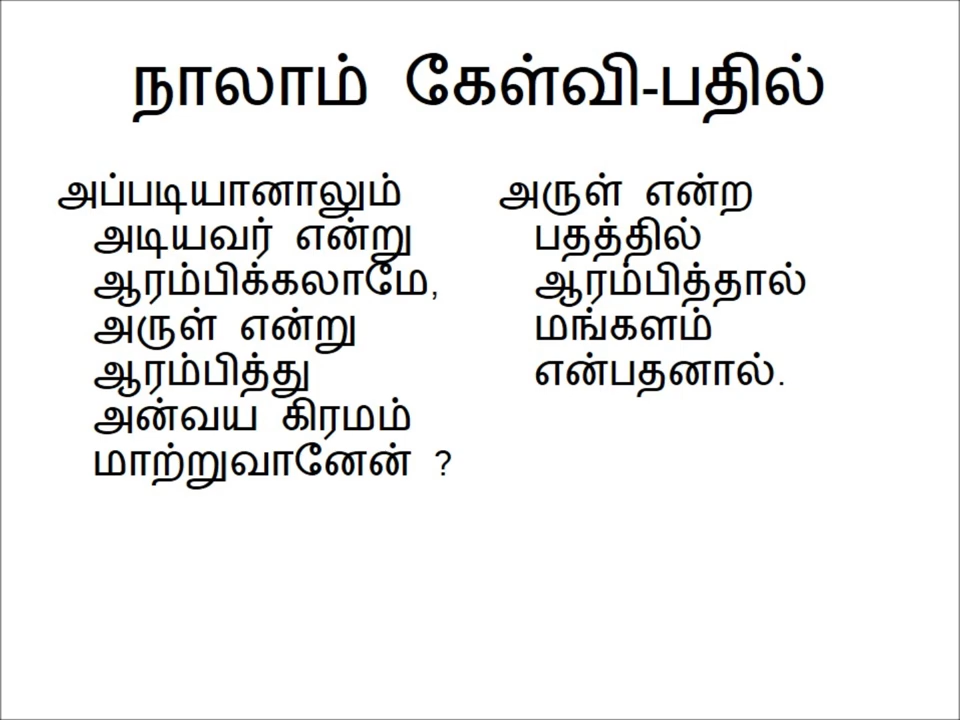 நாலாம் கேள்வி-பதில்
அப்படியானாலும்
அடியவர் என்று
ஆரம்பிக்கலாமே,
அருள் என்று
ஆரம்பித்து
அன்வய கிரமம்
மாற்றுவானேன் ?
அருள் என்ற
பதத்தில்
ஆரம்பித்தால்
மங்களம்
என்பதனால்.